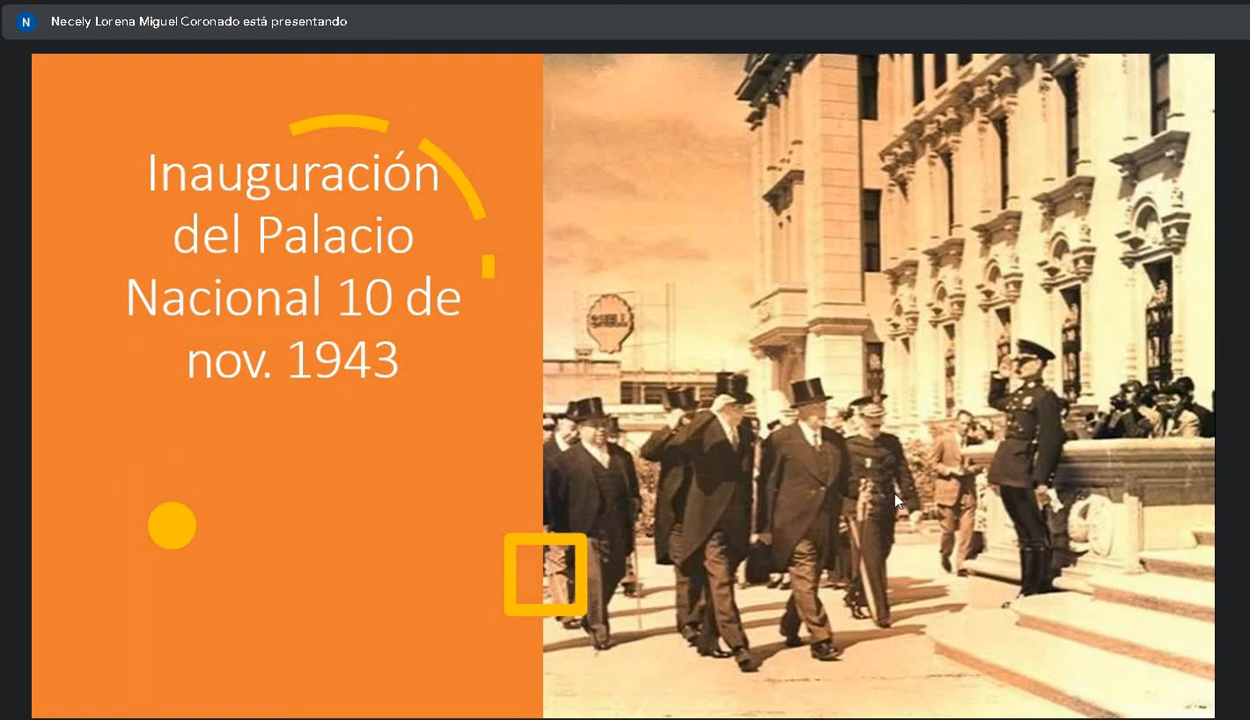 N
Necely Lorena Miguel Coronado está presentando
Inauguración
del Palacio
Nacional 10 de
nov. 1943
SHELL